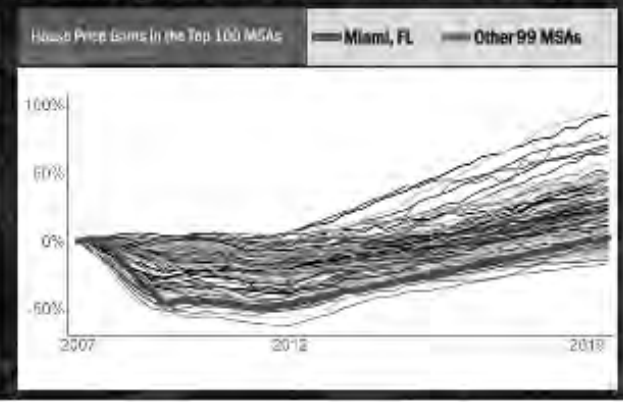 House Price Gains in the Top 100 MSAs
Miami, FL
Other 99 MSAs
100%
50%
0%
-50%
2007
2012
2019